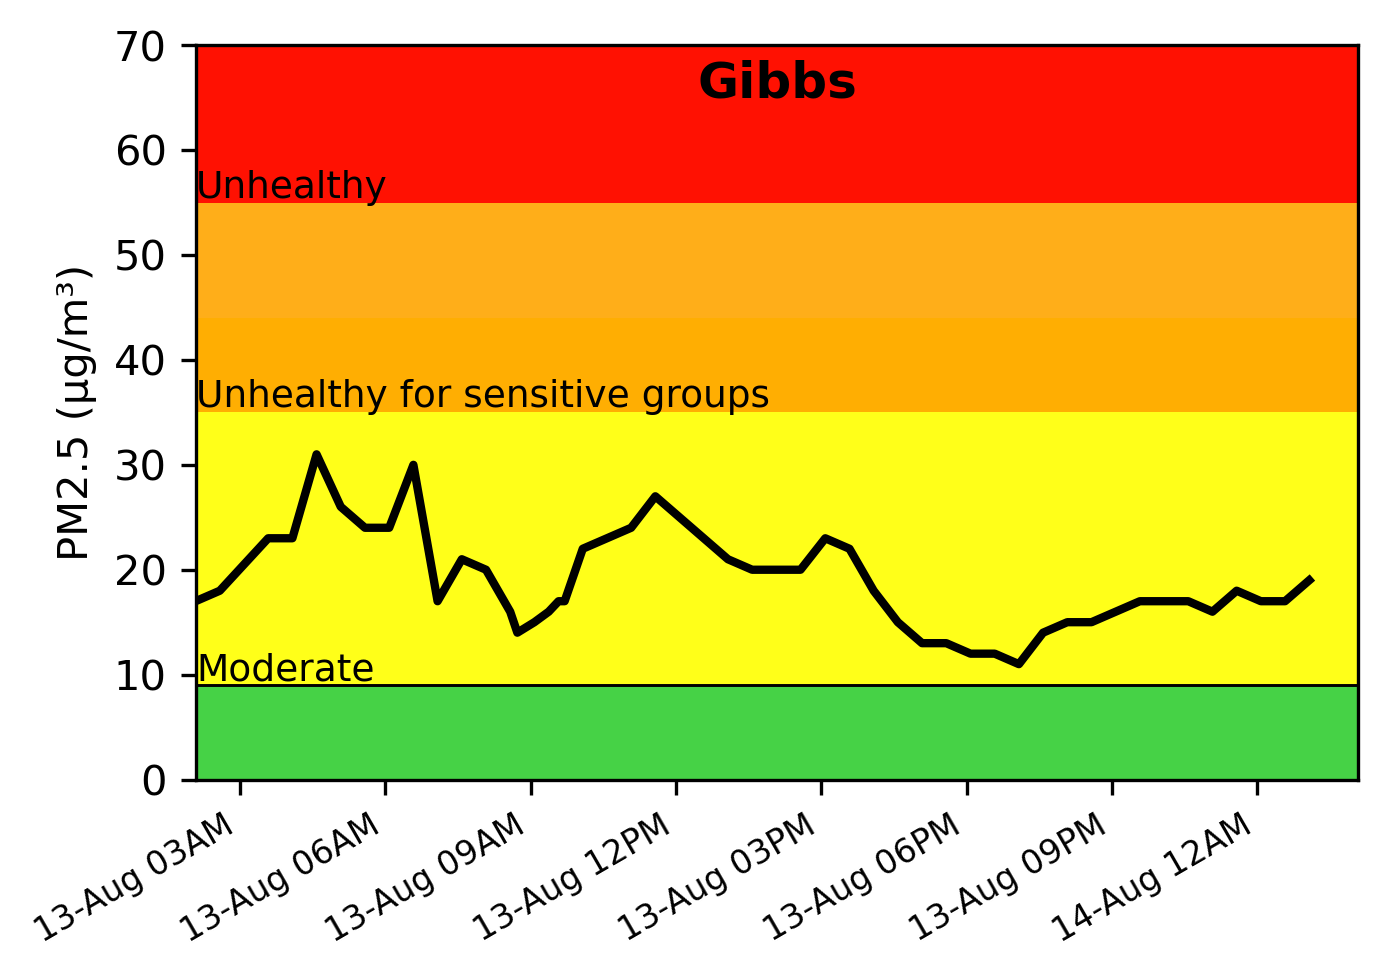 Gibbs
PM2.5 (µg/m³)
70
60
50
40
30
20
10
0
Unhealthy
Unhealthy for sensitive groups
Moderate
13-Aug 03AM
13-Aug 06AM
13-Aug 09AM
13-Aug 12PM
13-Aug 03PM
13-Aug 06PM
13-Aug 09PM
14-Aug 12AM